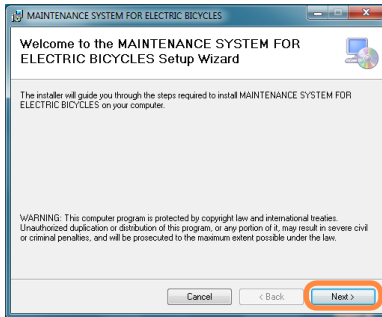 MAINTENANCE SYSTEM FOR ELECTRIC BICYCLES
Welcome to the MAINTENANCE SYSTEM FOR
ELECTRIC BICYCLES Setup Wizard
The installer will guide you through the steps required to install MAINTENANCE SYSTEM FOR
ELECTRIC BICYCLES on your computer.
WARNING: This computer program is protected by copyright law and international treaties.
Unauthorized duplication or distribution of this program, or any portion of it, may result in severe civil
or criminal penalties, and will be prosecuted to the maximum extent possible under the law.
Cancel < Back Next >